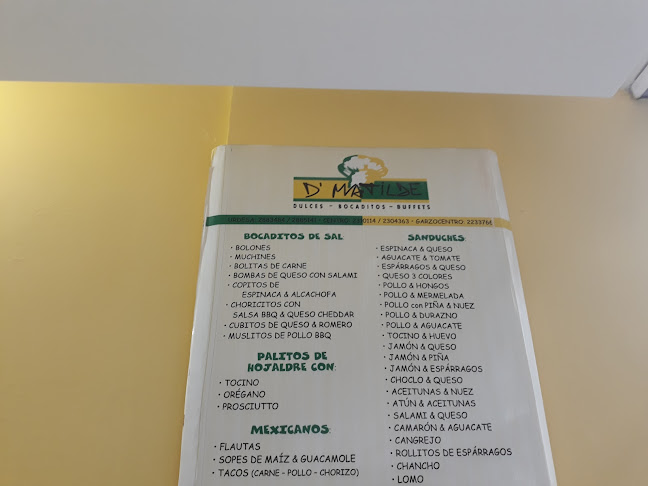 D' MATILDE
DULCES - BOCADITOS - BUFFETS
/ 2304363 - GARZOCENTRO: 2233766
BOCADITOS DE SAL
• BOLONES
• MUCHINES
• BOLITAS DE CARNE
• BOMBAS DE QUESO CON SALAMI
• COPITOS DE
ESPINACA & ALCACHOFA
• CHORICITOS CON
SALSA BBQ & QUESO CHEDDAR
• CUBITOS DE QUESO & ROMERO
• MUSLITOS DE POLLO BBQ
PALITOS DE
HOJALDRE CON:
• TOCINO
• ORÉGANO
• PROSCIUTTO
MEXICANOS:
• FLAUTAS
• SOPES DE MAÍZ & GUACAMOLE
• TACOS (CARNE - POLLO - CHORIZO)
SANDUCHES
• ESPINACA & QUESO
• AGUACATE & TOMATE
• ESPÁRRAGOS & QUESO
• QUESO 3 COLORES
• POLLO & HONGOS
• POLLO & MERMELADA
• POLLO con PIÑA & NUEZ
• POLLO & DURAZNO
• POLLO & AGUACATE
• TOCINO & HUEVO
• JAMÓN & QUESO
• JAMÓN & PIÑA
• JAMÓN & ESPÁRRAGOS
• CHOCLO & QUESO
• ACEITUNAS & NUEZ
• ATÚN & ACEITUNAS
• SALAMI & QUESO
• CAMARÓN & AGUACATE
• CANGREJO
• ROLLITOS DE ESPÁRRAGOS
• CHANCHO
• LOMO